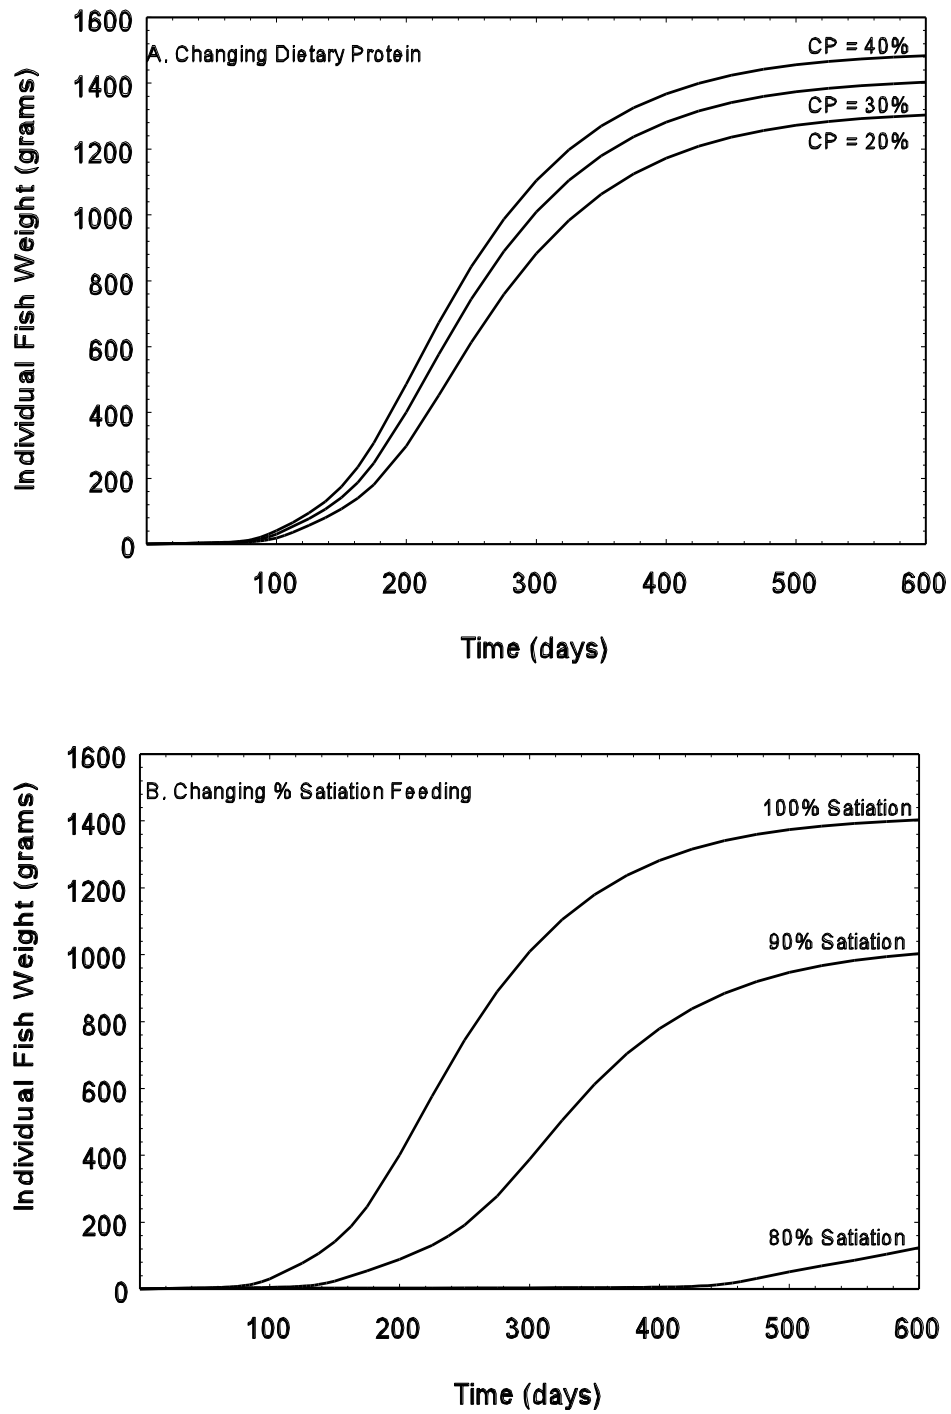 1600
A. Changing Dietary Protein
CP = 40%
1400
CP = 30%
1200
CP = 20%
1000
800
600
400
200
0
Individual Fish Weight (grams)
100 200 300 400 500 600
Time (days)
1600
B. Changing % Satiation Feeding
100% Satiation
1400
1200
1000
90% Satiation
800
600
400
200
80% Satiation
0
Individual Fish Weight (grams)
100 200 300 400 500 600
Time (days)